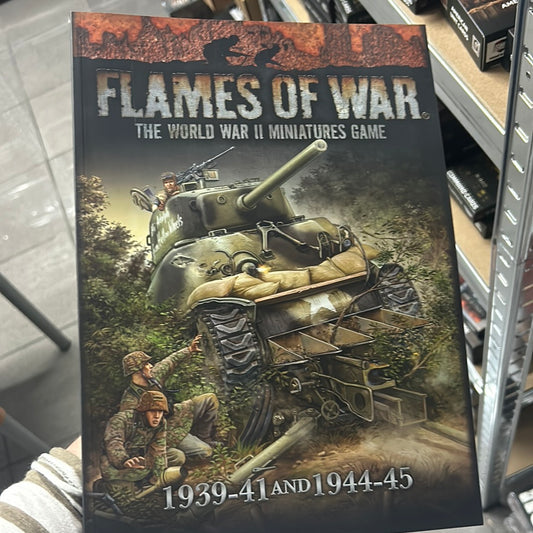 FLAMES OF WAR
THE WORLD WAR II MINIATURES GAME
1939-41 AND 1944-45